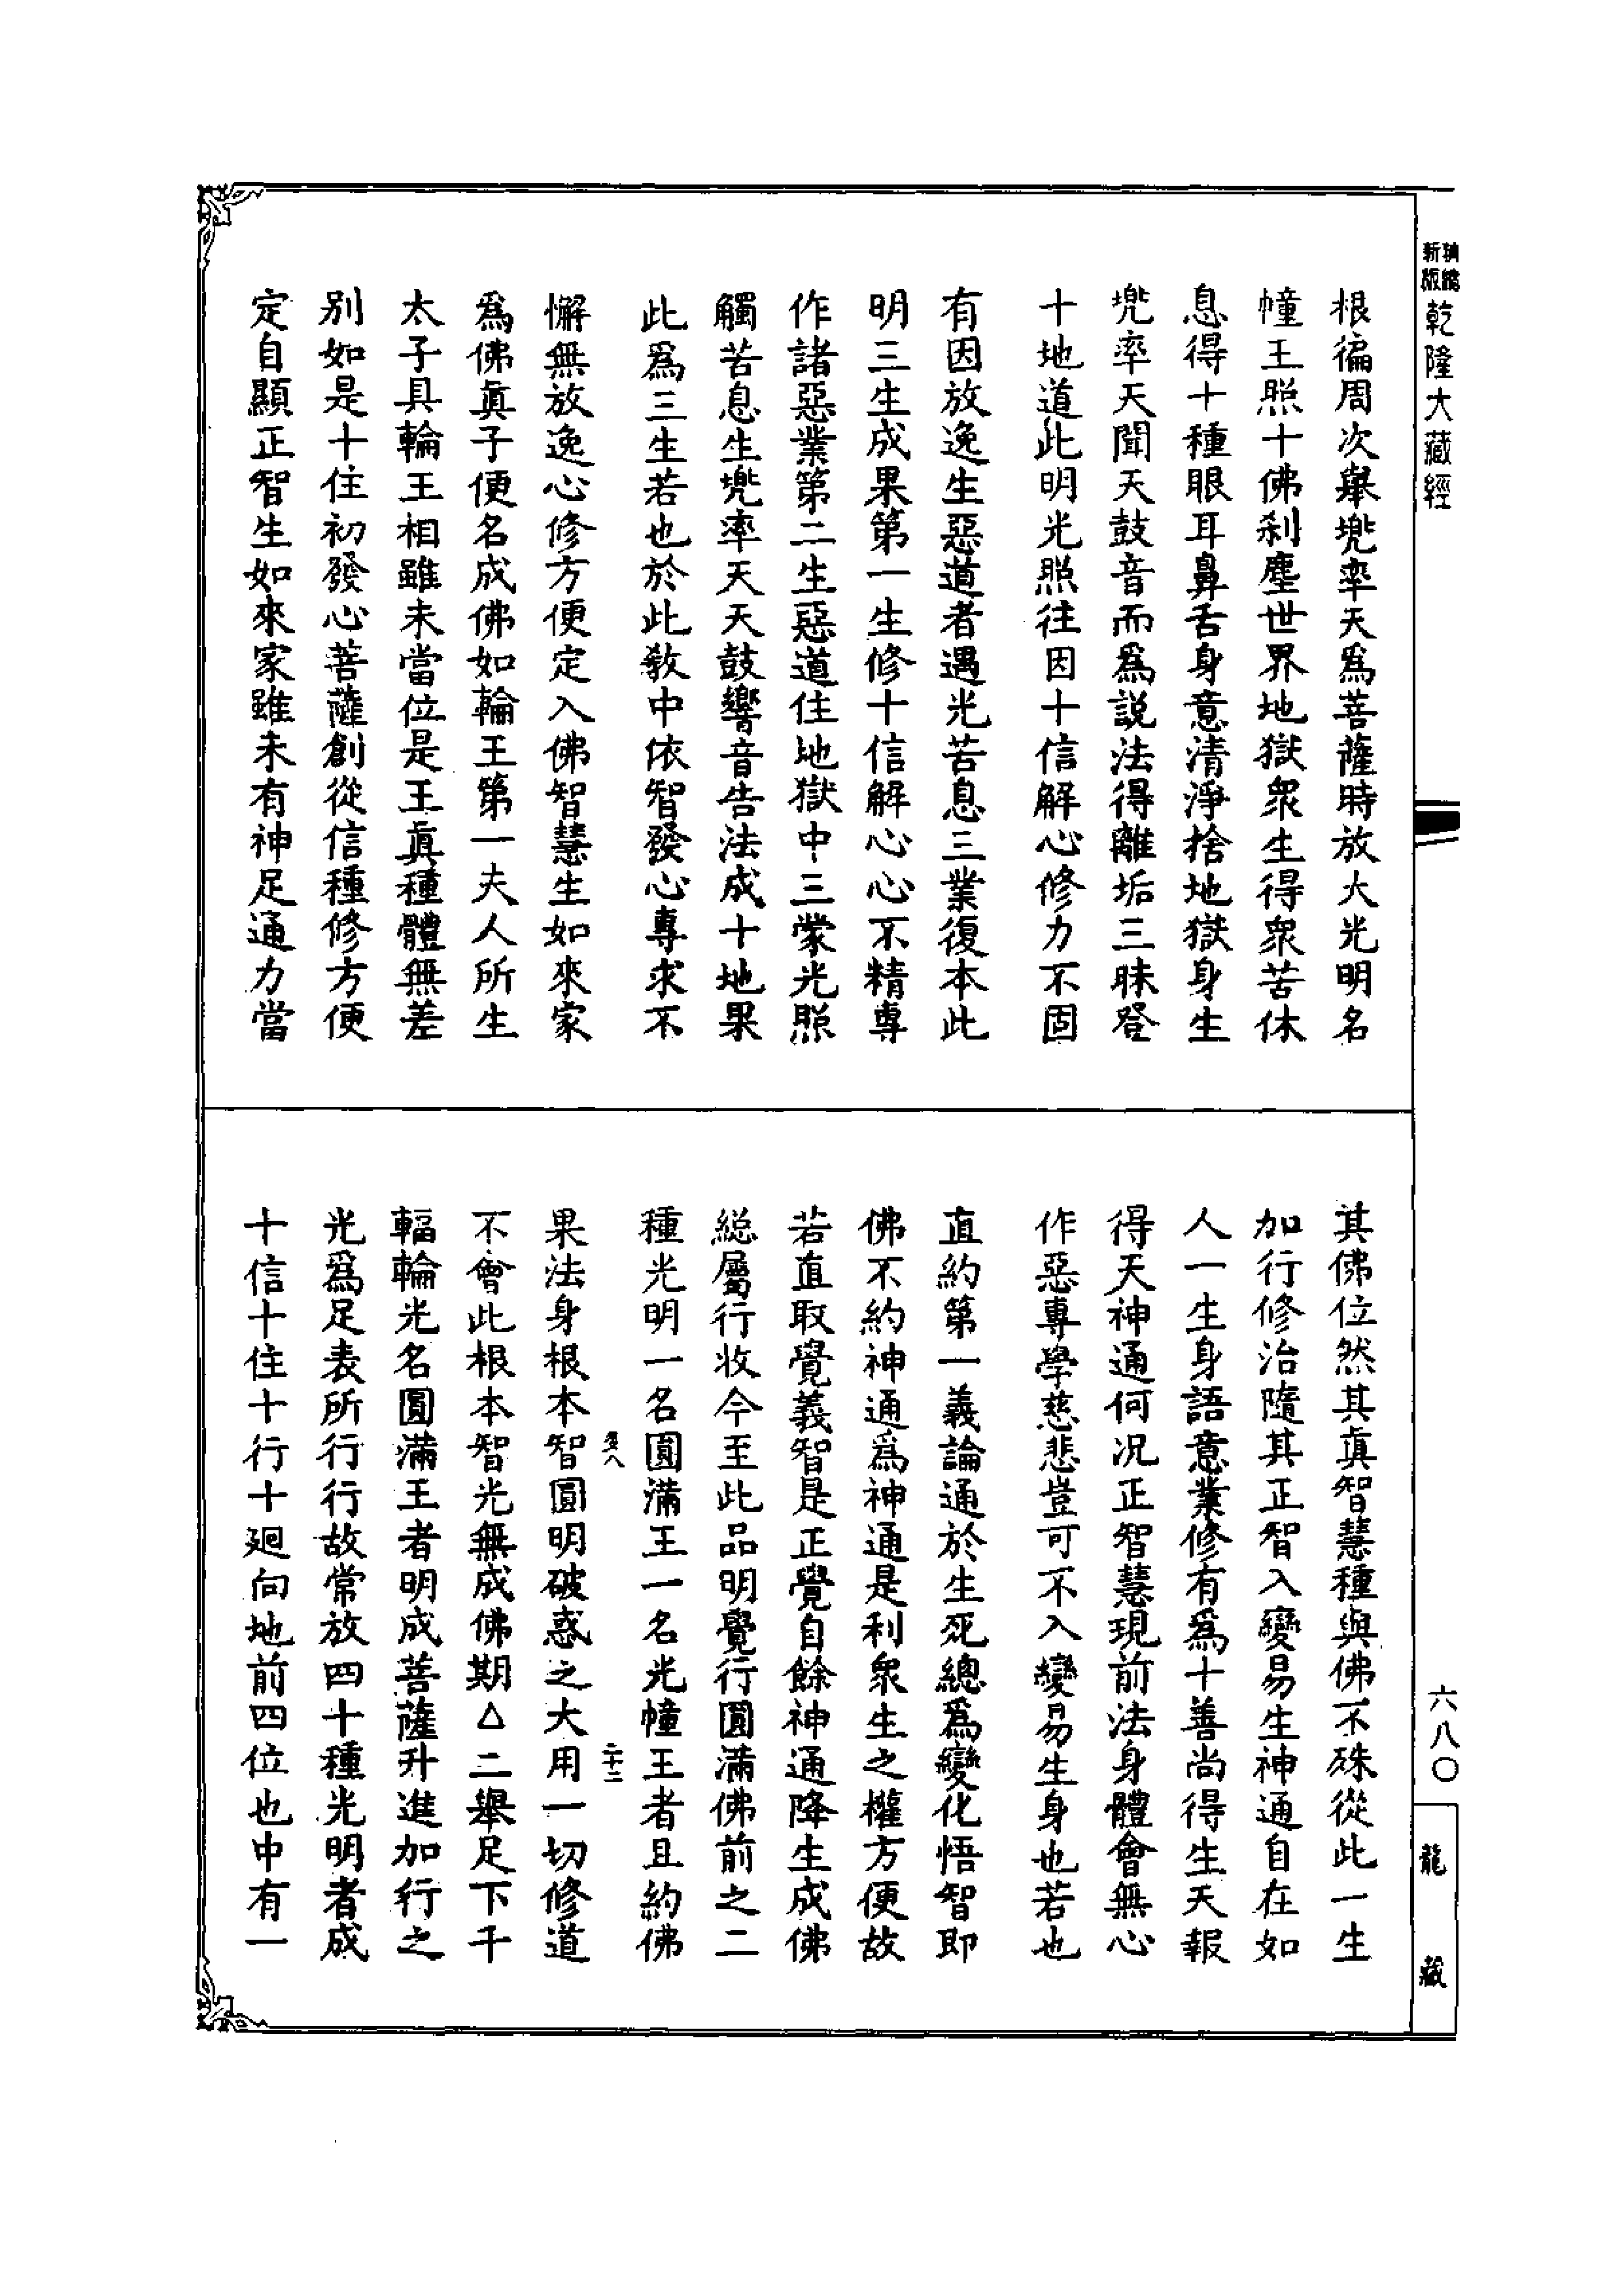 新版
乾隆大藏經
根徧周次舉兠率天爲菩薩時放大光明名
幢王照十佛刹塵世界地獄衆生得衆苦休
息得十種眼耳鼻舌身意清淨捨地獄身生
兠率天聞天鼓音而爲説法得離垢三昧登
十地道此明光照往因十信解心修力不固
有因放逸生惡道者遇光苦息三業復本此
明三生成果第一生修十信解心心不精專
作諸惡業第二生惡道住地獄中三蒙光照
觸苦息生兠率天天鼓響音告法成十地果
此爲三生若也於此教中依智發心專求不
懈無放逸心修方便定入佛智慧生如來家
爲佛眞子便名成佛如輪王第一夫人所生
太子具輪王相雖未當位是王眞種體無差
别如是十住初發心菩薩創從信種修方便
定自顯正智生如來家雖未有神足通力當
其佛位然其眞智慧種與佛不殊從此一生
加行修治隨其正智入變易生神通自在如
人一生身語意業修有爲十善尚得生天報
得天神通何况正智慧現前法身體會無心
作惡專學慈悲豈可不入變易生身也若也
直約第一義論通於生死總爲變化悟智即
佛不約神通爲神通是利衆生之權方便故
若直取覺義智是正覺自餘神通降生成佛
総屬行收今至此品明覺行圓滿佛前之二
種光明一名圓滿王一名光幢王者且約佛
果法身根本智圓明破惑之大用一切修道
不會此根本智光無成佛期△二舉足下千
輻輪光名圓滿王者明成菩薩升進加行之
光爲足表所行行故常放四十種光明者成
十信十住十行十廻向地前四位也中有一
二十二
六八〇
龍藏